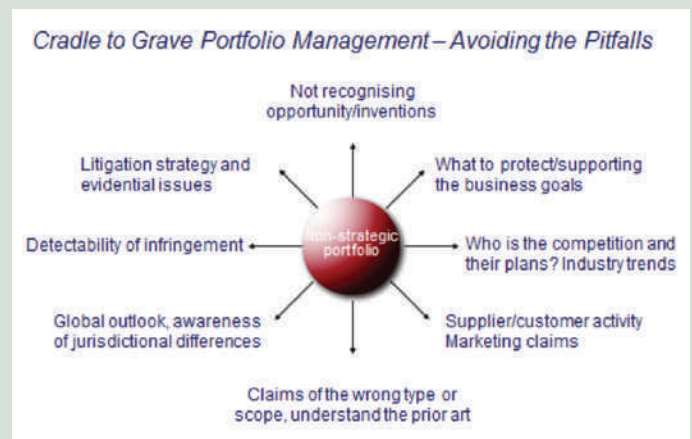 Cradle to Grave Portfolio Management – Avoiding the Pitfalls
Not recognising
opportunity/inventions
What to protect/supporting
the business goals
Who is the competition and
their plans? Industry trends
Supplier/customer activity
Marketing claims
Claims of the wrong type or
scope, understand the prior art
Global outlook, awareness
of jurisdictional differences
Detectability of infringement
Litigation strategy and
evidential issues
Non-strategic
portfolio